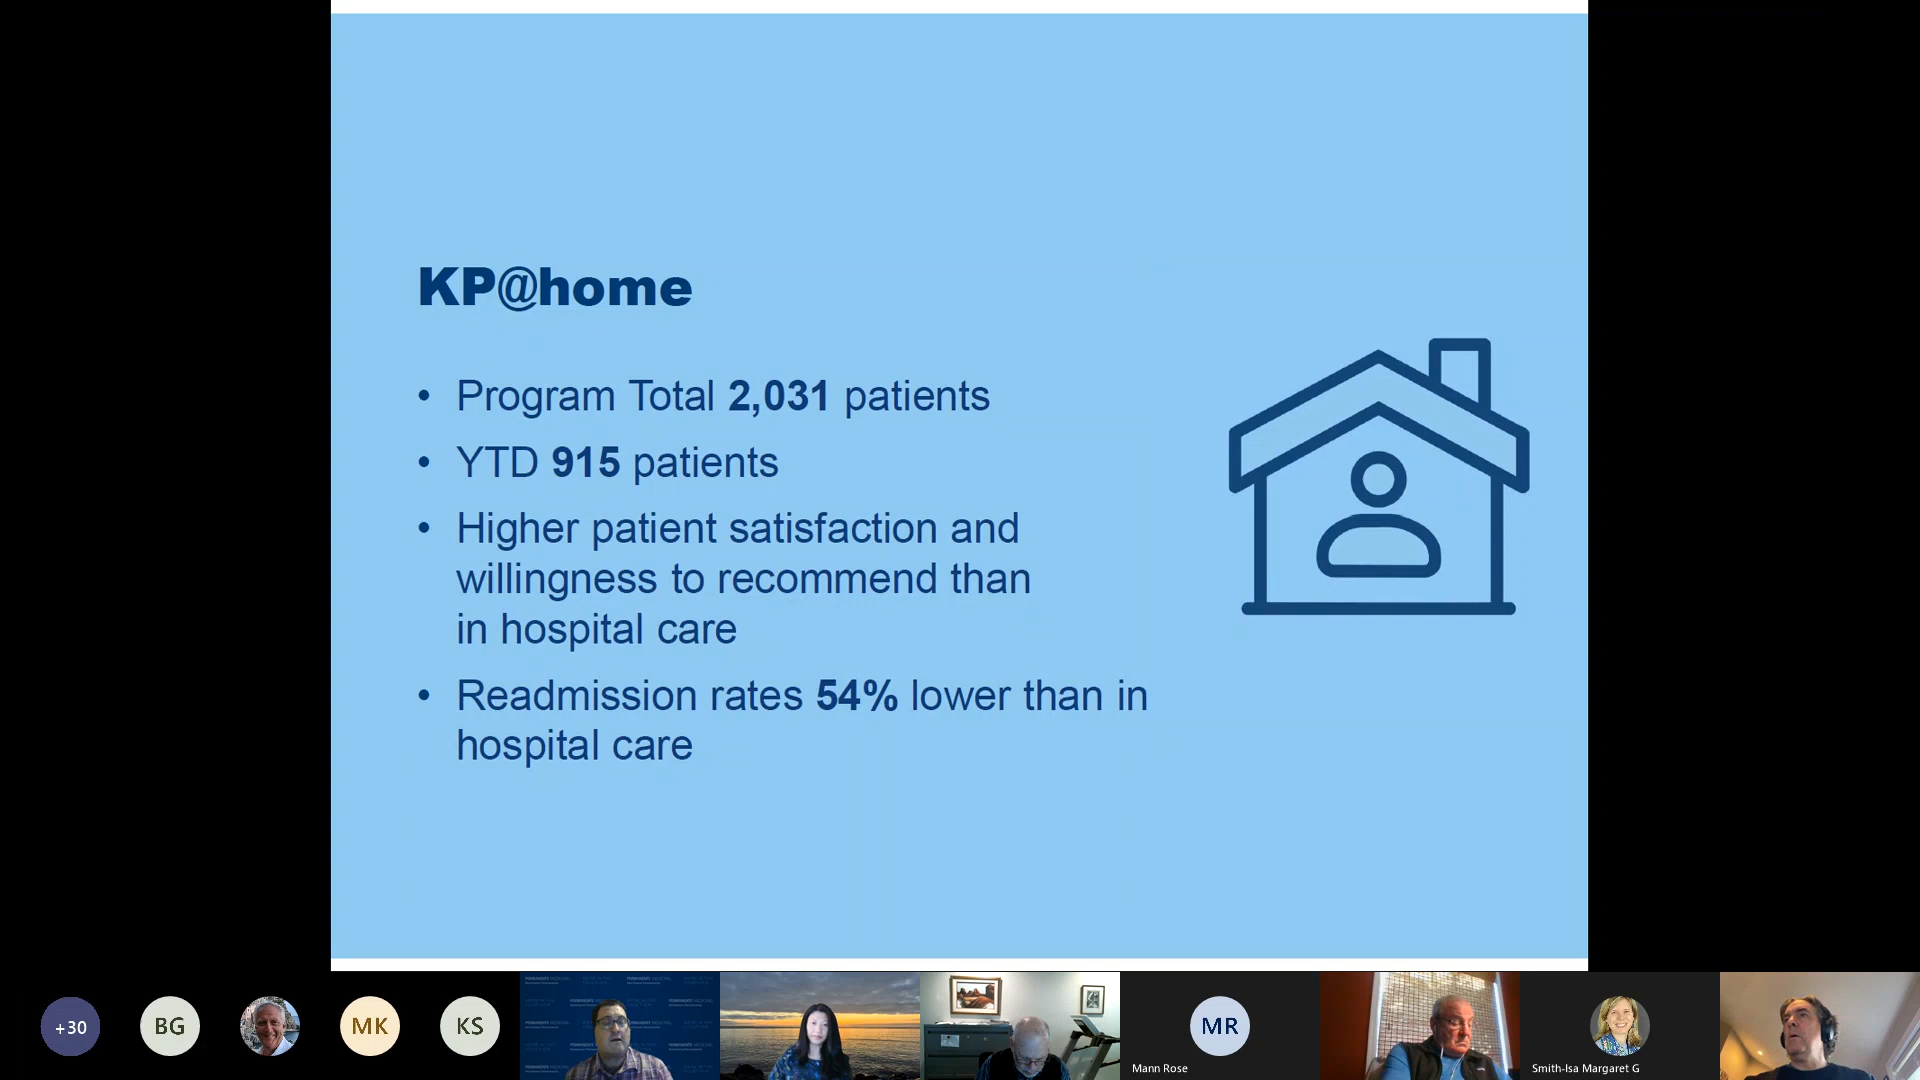 KP@home
• Program Total 2,031 patients
• YTD 915 patients
• Higher patient satisfaction and
willingness to recommend than
in hospital care
• Readmission rates 54% lower than in
hospital care
+30
BG
MK
KS
MR
Mann Rose
Smith-Isa Margaret G